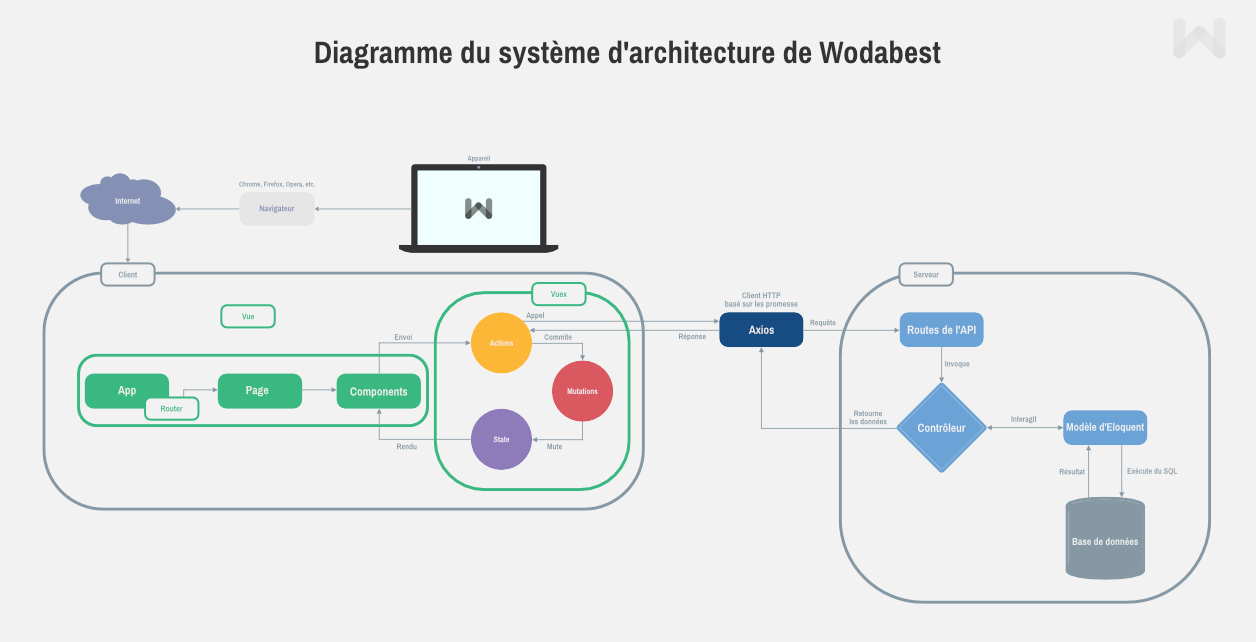 Diagramme du système d'architecture de Wodabest
Appareil
Chrome, Firefox, Opera, etc.
Internet
Navigateur
Client
Vue
Vuex
App
Router
Page
Components
Envoi
Rendu
Actions
Commite
Mutations
Mute
State
Appel
Réponse
Client HTTP
basé sur les promesse
Axios
Requête
Serveur
Routes de l'API
Invoque
Retourne
les données
Contrôleur
Interagit
Modèle d'Eloquent
Résultat
Exécute du SQL
Base de données